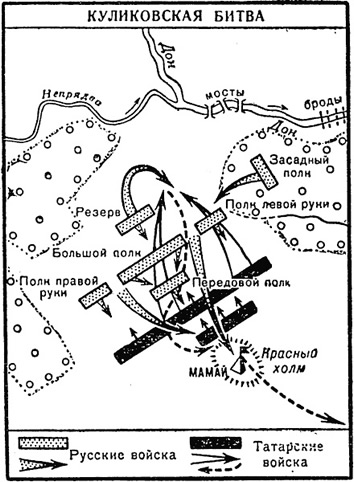 КУЛИКОВСКАЯ БИТВА
Дон
Непрядва
мосты
броды
Дон
Засадный
полк
Резерв
Полк левой руки
Большой полк
Полк правой
руки
Передовой полк
МАМАЙ
Красный
холм
Русские войска
Татарские
войска